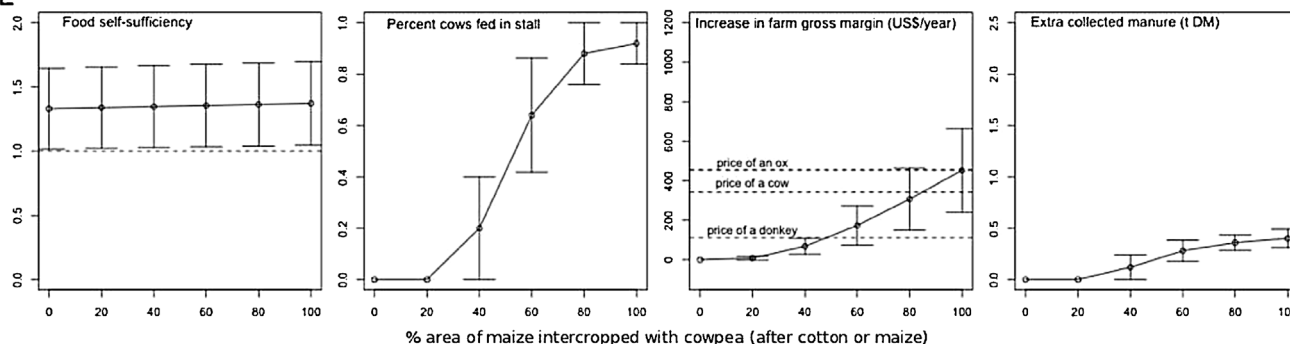 Food self-sufficiency
2.0
1.5
1.0
0.5
0.0
0 20 40 60 80 100
Percent cows fed in stall
1.0
0.8
0.6
0.4
0.2
0.0
0 20 40 60 80 100
Increase in farm gross margin (US$/year)
1200
1000
800
600
400
200
0
price of an ox
price of a cow
price of a donkey
0 20 40 60 80 100
Extra collected manure (t DM)
2.5
2.0
1.5
1.0
0.5
0.0
0 20 40 60 80
% area of maize intercropped with cowpea (after cotton or maize)